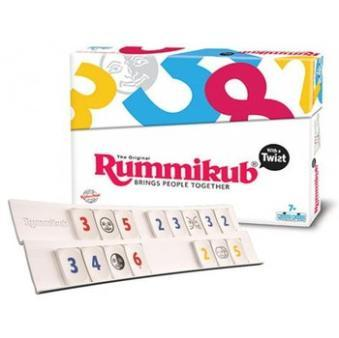 The Original
Rummikub®
With a
Twist
BRINGS PEOPLE TOGETHER
7+
Rummikub
3 5 2 3 3 2
3 4 6 2 5